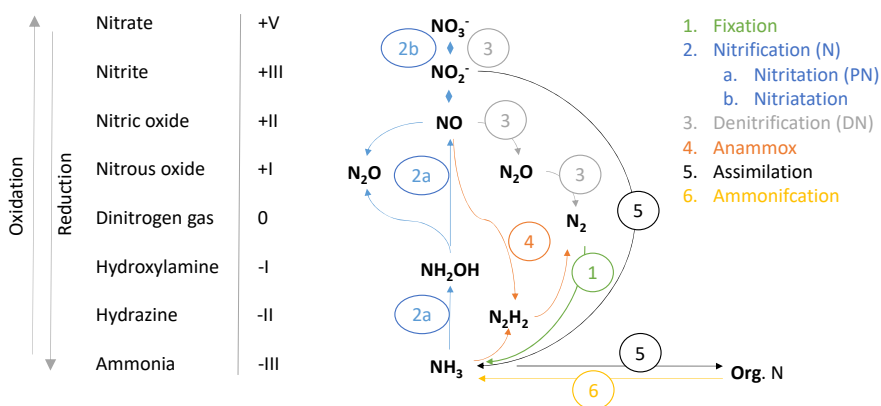 Oxidation
Reduction
Nitrate +V
Nitrite +III
Nitric oxide +II
Nitrous oxide +I
Dinitrogen gas 0
Hydroxylamine -I
Hydrazine -II
Ammonia -III
NO₃⁻
2b 3
NO₂⁻
NO 3
N₂O 2a N₂O 3
N₂
5
4
NH₂OH 1
2a N₂H₂
NH₃ 5 Org. N
6
1. Fixation
2. Nitrification (N)
a. Nitritation (PN)
b. Nitriatation
3. Denitrification (DN)
4. Anammox
5. Assimilation
6. Ammonifcation